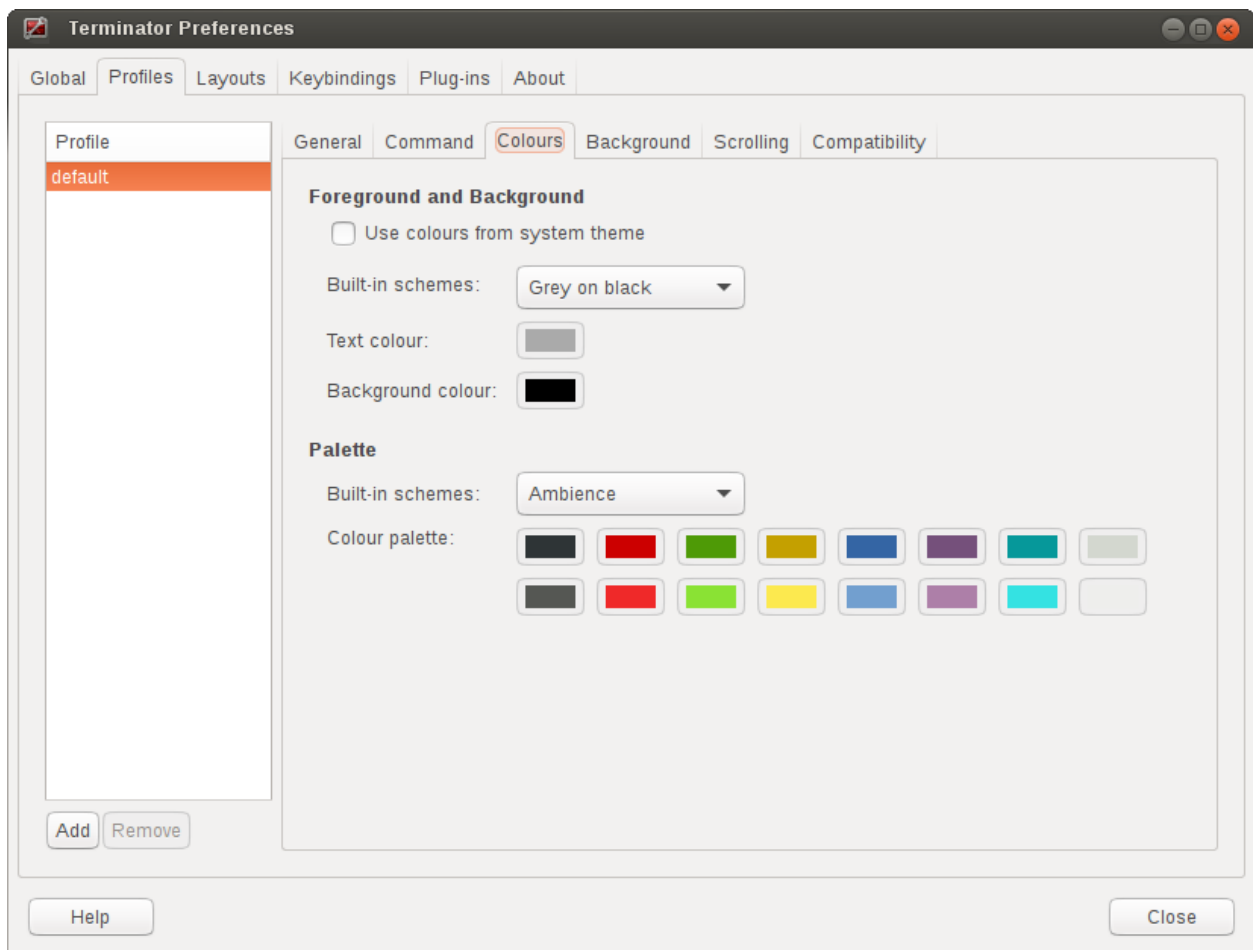 Terminator Preferences
Global Profiles Layouts Keybindings Plug-ins About
Profile
default
General Command Colours Background Scrolling Compatibility
Foreground and Background
Use colours from system theme
Built-in schemes: Grey on black
Text colour:
Background colour:
Palette
Built-in schemes: Ambience
Colour palette:
Add Remove
Help Close